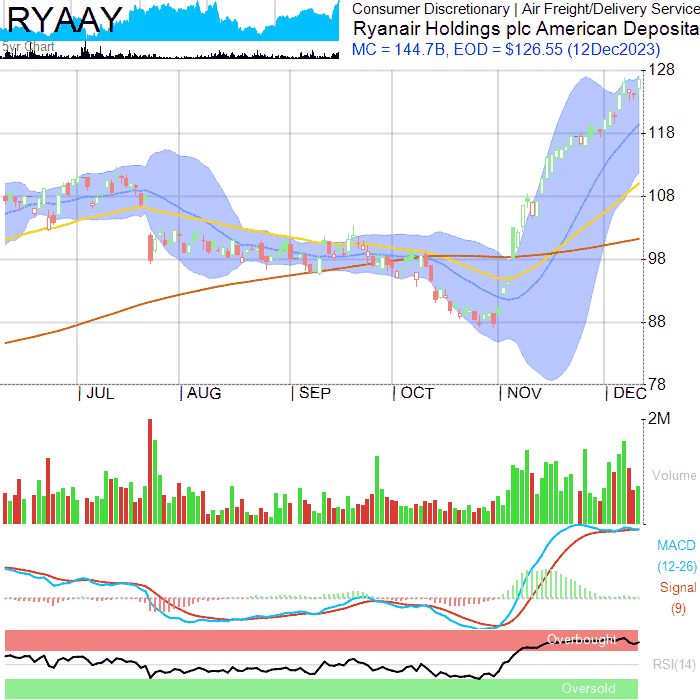 RYAAY
5yr Chart
Consumer Discretionary | Air Freight/Delivery Service
Ryanair Holdings plc American Deposita
MC = 144.7B, EOD = $126.55 (12Dec2023)
128
118
108
98
88
78
JUL
AUG
SEP
OCT
NOV
DEC
2M
Volume
MACD
(12-26)
Signal
(9)
Overbought
RSI(14)
Oversold